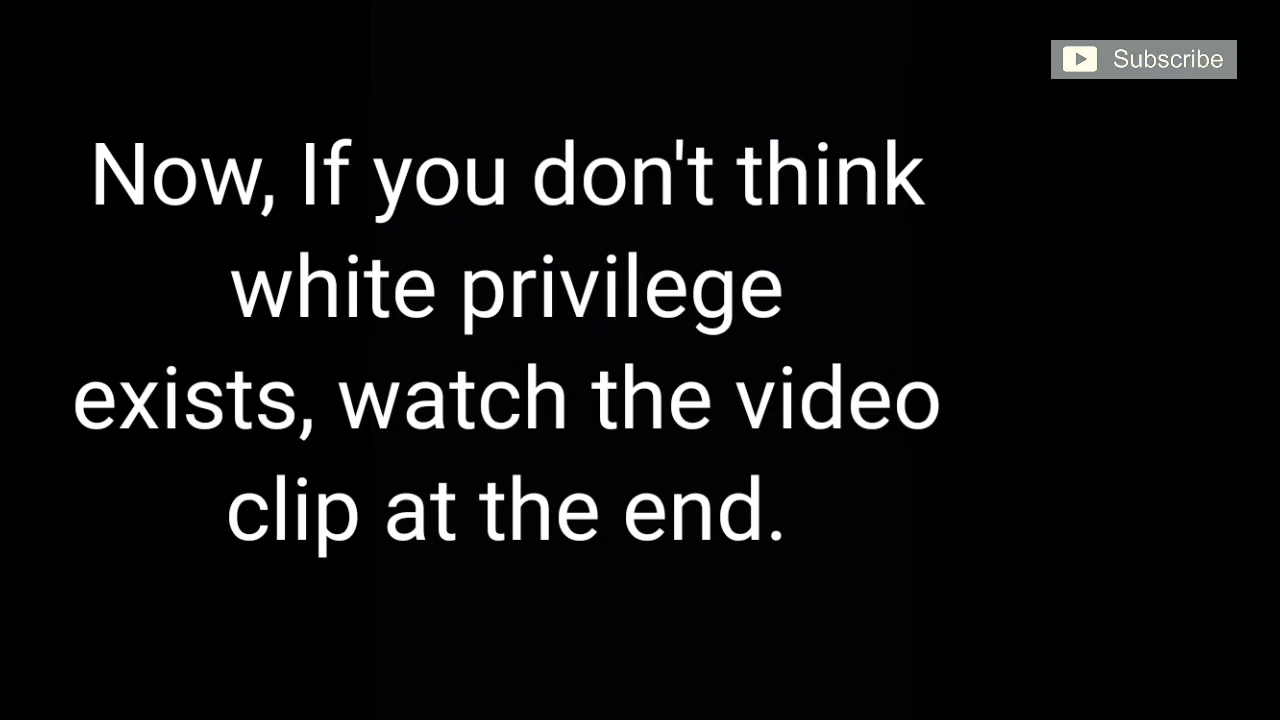 Subscribe
Now, If you don't think
white privilege
exists, watch the video
clip at the end.